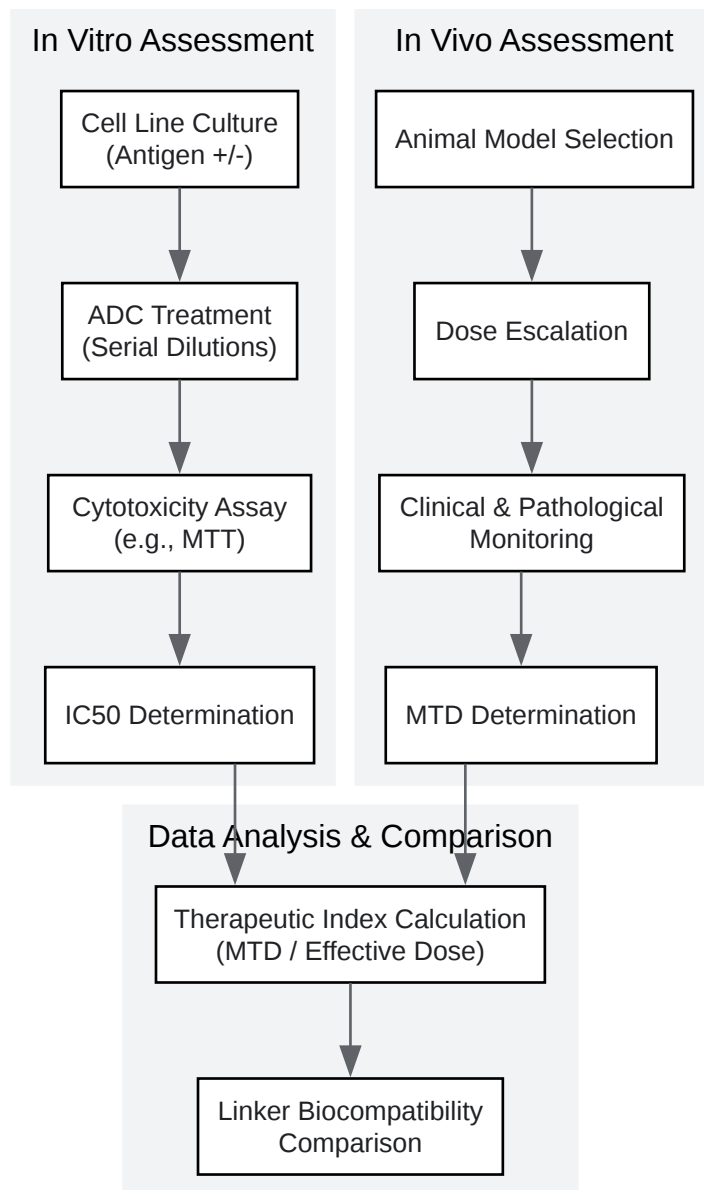 In Vitro Assessment
Cell Line Culture
(Antigen +/-)
ADC Treatment
(Serial Dilutions)
Cytotoxicity Assay
(e.g., MTT)
IC50 Determination
In Vivo Assessment
Animal Model Selection
Dose Escalation
Clinical & Pathological
Monitoring
MTD Determination
Data Analysis & Comparison
Therapeutic Index Calculation
(MTD / Effective Dose)
Linker Biocompatibility
Comparison